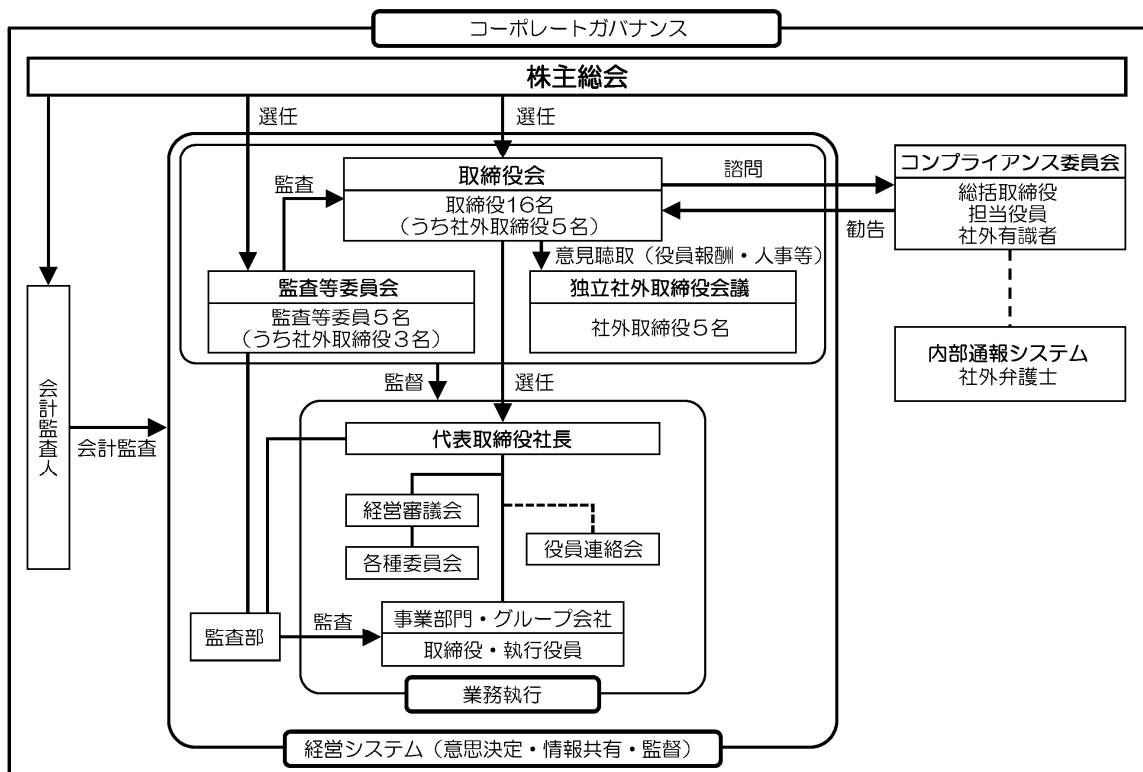 コーポレートガバナンス
株主総会
選任
選任
取締役会
取締役16名
(うち社外取締役5名)
監査
諮問
勧告
コンプライアンス委員会
総括取締役
担当役員
社外有識者
意見聴取(役員報酬・人事等)
監査等委員会
監査等委員5名
(うち社外取締役3名)
独立社外取締役会議
社外取締役5名
内部通報システム
社外弁護士
監督
選任
会計監査人
会計監査
代表取締役社長
経営審議会
各種委員会
役員連絡会
監査部
監査
事業部門・グループ会社
取締役・執行役員
業務執行
経営システム(意思決定・情報共有・監督)